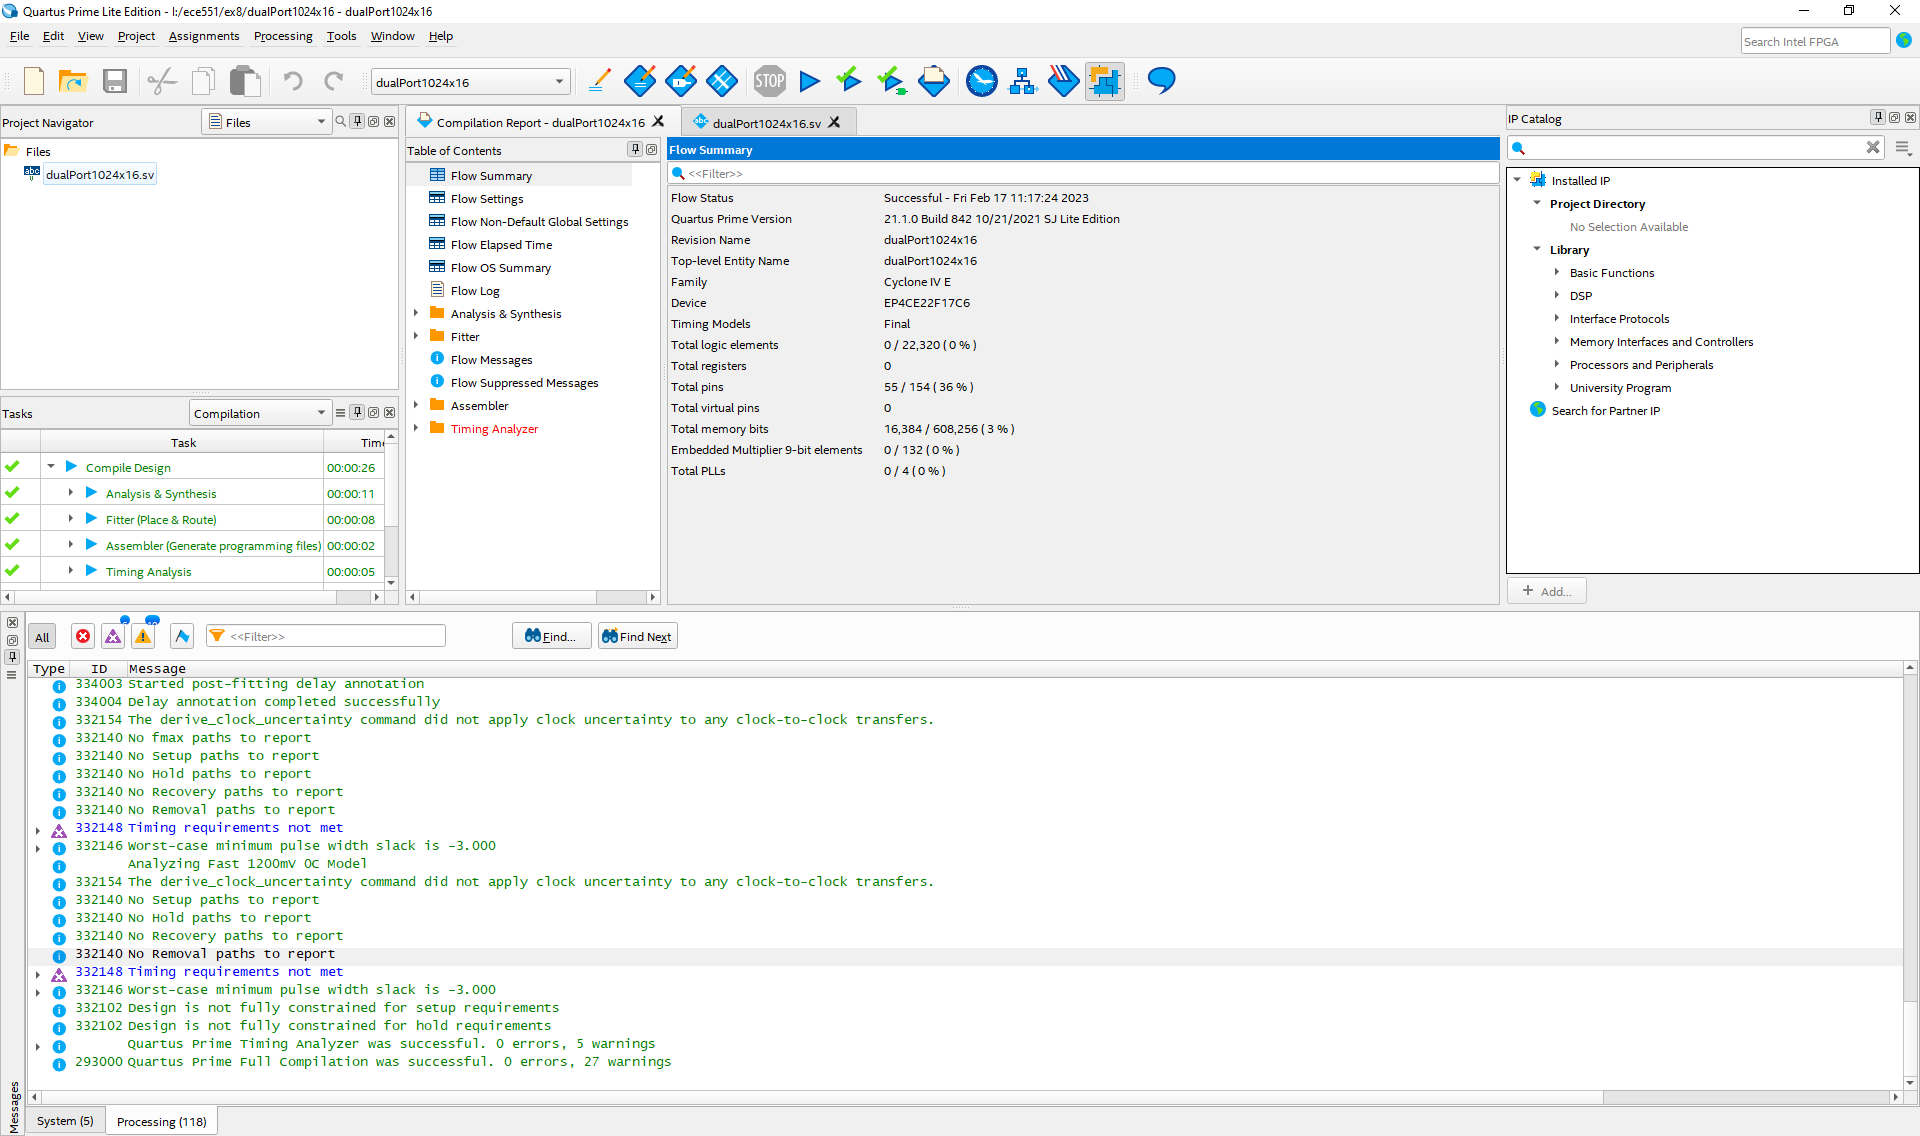 Quartus Prime Lite Edition - I:/ece551/ex8/dualPort1024x16 - dualPort1024x16
File Edit View Project Assignments Processing Tools Window Help
Search Intel FPGA
dualPort1024x16
STOP
Project Navigator
Files
Files
dualPort1024x16.sv
Tasks
Compilation
Task Time
Compile Design 00:00:26
Analysis & Synthesis 00:00:11
Fitter (Place & Route) 00:00:08
Assembler (Generate programming files) 00:00:02
Timing Analysis 00:00:05
Compilation Report - dualPort1024x16
dualPort1024x16.sv
Table of Contents
Flow Summary
Flow Settings
Flow Non-Default Global Settings
Flow Elapsed Time
Flow OS Summary
Flow Log
Analysis & Synthesis
Fitter
Flow Messages
Flow Suppressed Messages
Assembler
Timing Analyzer
Flow Summary
<<Filter>>
Flow Status Successful - Fri Feb 17 11:17:24 2023
Quartus Prime Version 21.1.0 Build 842 10/21/2021 SJ Lite Edition
Revision Name dualPort1024x16
Top-level Entity Name dualPort1024x16
Family Cyclone IV E
Device EP4CE22F17C6
Timing Models Final
Total logic elements 0 / 22,320 ( 0 % )
Total registers 0
Total pins 55 / 154 ( 36 % )
Total virtual pins 0
Total memory bits 16,384 / 608,256 ( 3 % )
Embedded Multiplier 9-bit elements 0 / 132 ( 0 % )
Total PLLs 0 / 4 ( 0 % )
IP Catalog
Installed IP
Project Directory
No Selection Available
Library
Basic Functions
DSP
Interface Protocols
Memory Interfaces and Controllers
Processors and Peripherals
University Program
Search for Partner IP
+ Add...
All
<<Filter>>
Find...
Find Next
Type ID Message
334003 Started post-fitting delay annotation
334004 Delay annotation completed successfully
332154 The derive_clock_uncertainty command did not apply clock uncertainty to any clock-to-clock transfers.
332140 No fmax paths to report
332140 No Setup paths to report
332140 No Hold paths to report
332140 No Recovery paths to report
332140 No Removal paths to report
332148 Timing requirements not met
332146 Worst-case minimum pulse width slack is -3.000
Analyzing Fast 1200mV 0C Model
332154 The derive_clock_uncertainty command did not apply clock uncertainty to any clock-to-clock transfers.
332140 No Setup paths to report
332140 No Hold paths to report
332140 No Recovery paths to report
332140 No Removal paths to report
332148 Timing requirements not met
332146 Worst-case minimum pulse width slack is -3.000
332102 Design is not fully constrained for setup requirements
332102 Design is not fully constrained for hold requirements
Quartus Prime Timing Analyzer was successful. 0 errors, 5 warnings
293000 Quartus Prime Full Compilation was successful. 0 errors, 27 warnings
Messages
System (5)
Processing (118)